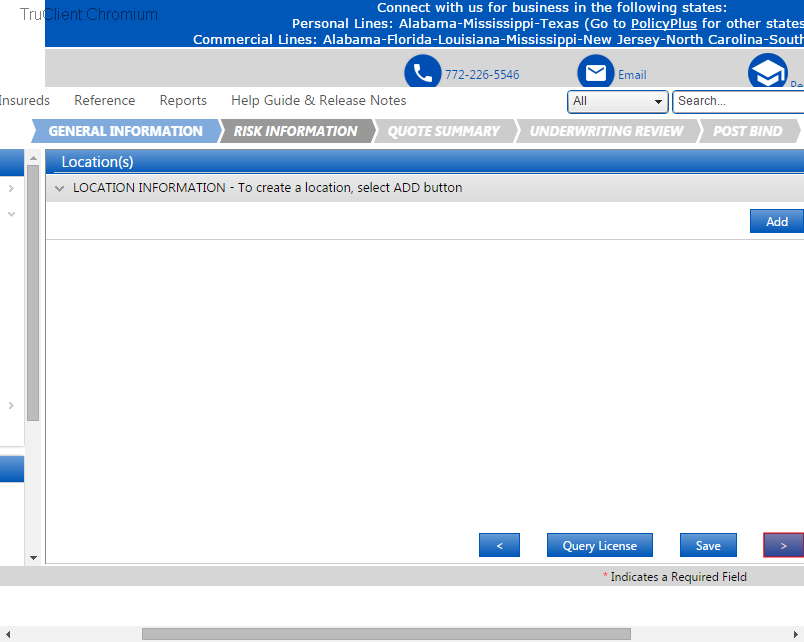 TruClient Chromium
Connect with us for business in the following states:
Personal Lines: Alabama-Mississippi-Texas (Go to PolicyPlus for other states
Commercial Lines: Alabama-Florida-Louisiana-Mississippi-New Jersey-North Carolina-South
772-226-5546
Email
Insureds Reference Reports Help Guide & Release Notes All Search...
GENERAL INFORMATION RISK INFORMATION QUOTE SUMMARY UNDERWRITING REVIEW POST BIND
Location(s)
LOCATION INFORMATION - To create a location, select ADD button
Add
< Query License Save >
* Indicates a Required Field